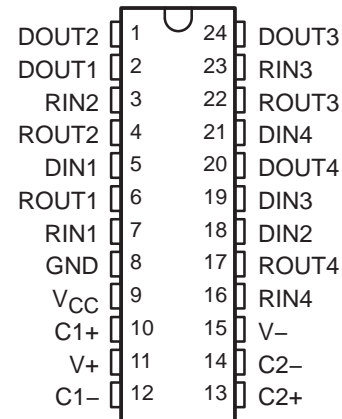 DOUT2 1 24 DOUT3
DOUT1 2 23 RIN3
RIN2 3 22 ROUT3
ROUT2 4 21 DIN4
DIN1 5 20 DOUT4
ROUT1 6 19 DIN3
RIN1 7 18 DIN2
GND 8 17 ROUT4
VCC 9 16 RIN4
C1+ 10 15 V−
V+ 11 14 C2−
C1− 12 13 C2+